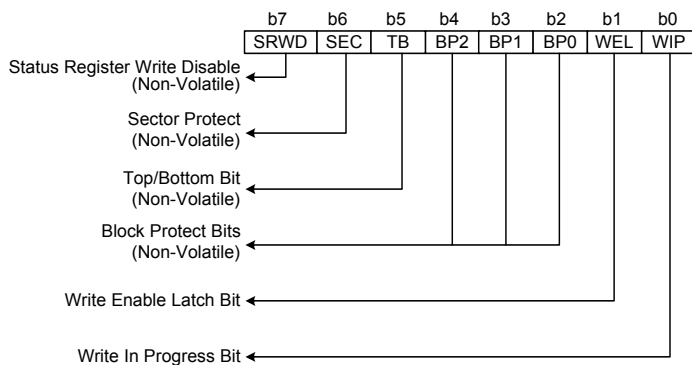 b7 b6 b5 b4 b3 b2 b1 b0
SRWD SEC TB BP2 BP1 BP0 WEL WIP
Status Register Write Disable
(Non-Volatile)
Sector Protect
(Non-Volatile)
Top/Bottom Bit
(Non-Volatile)
Block Protect Bits
(Non-Volatile)
Write Enable Latch Bit
Write In Progress Bit